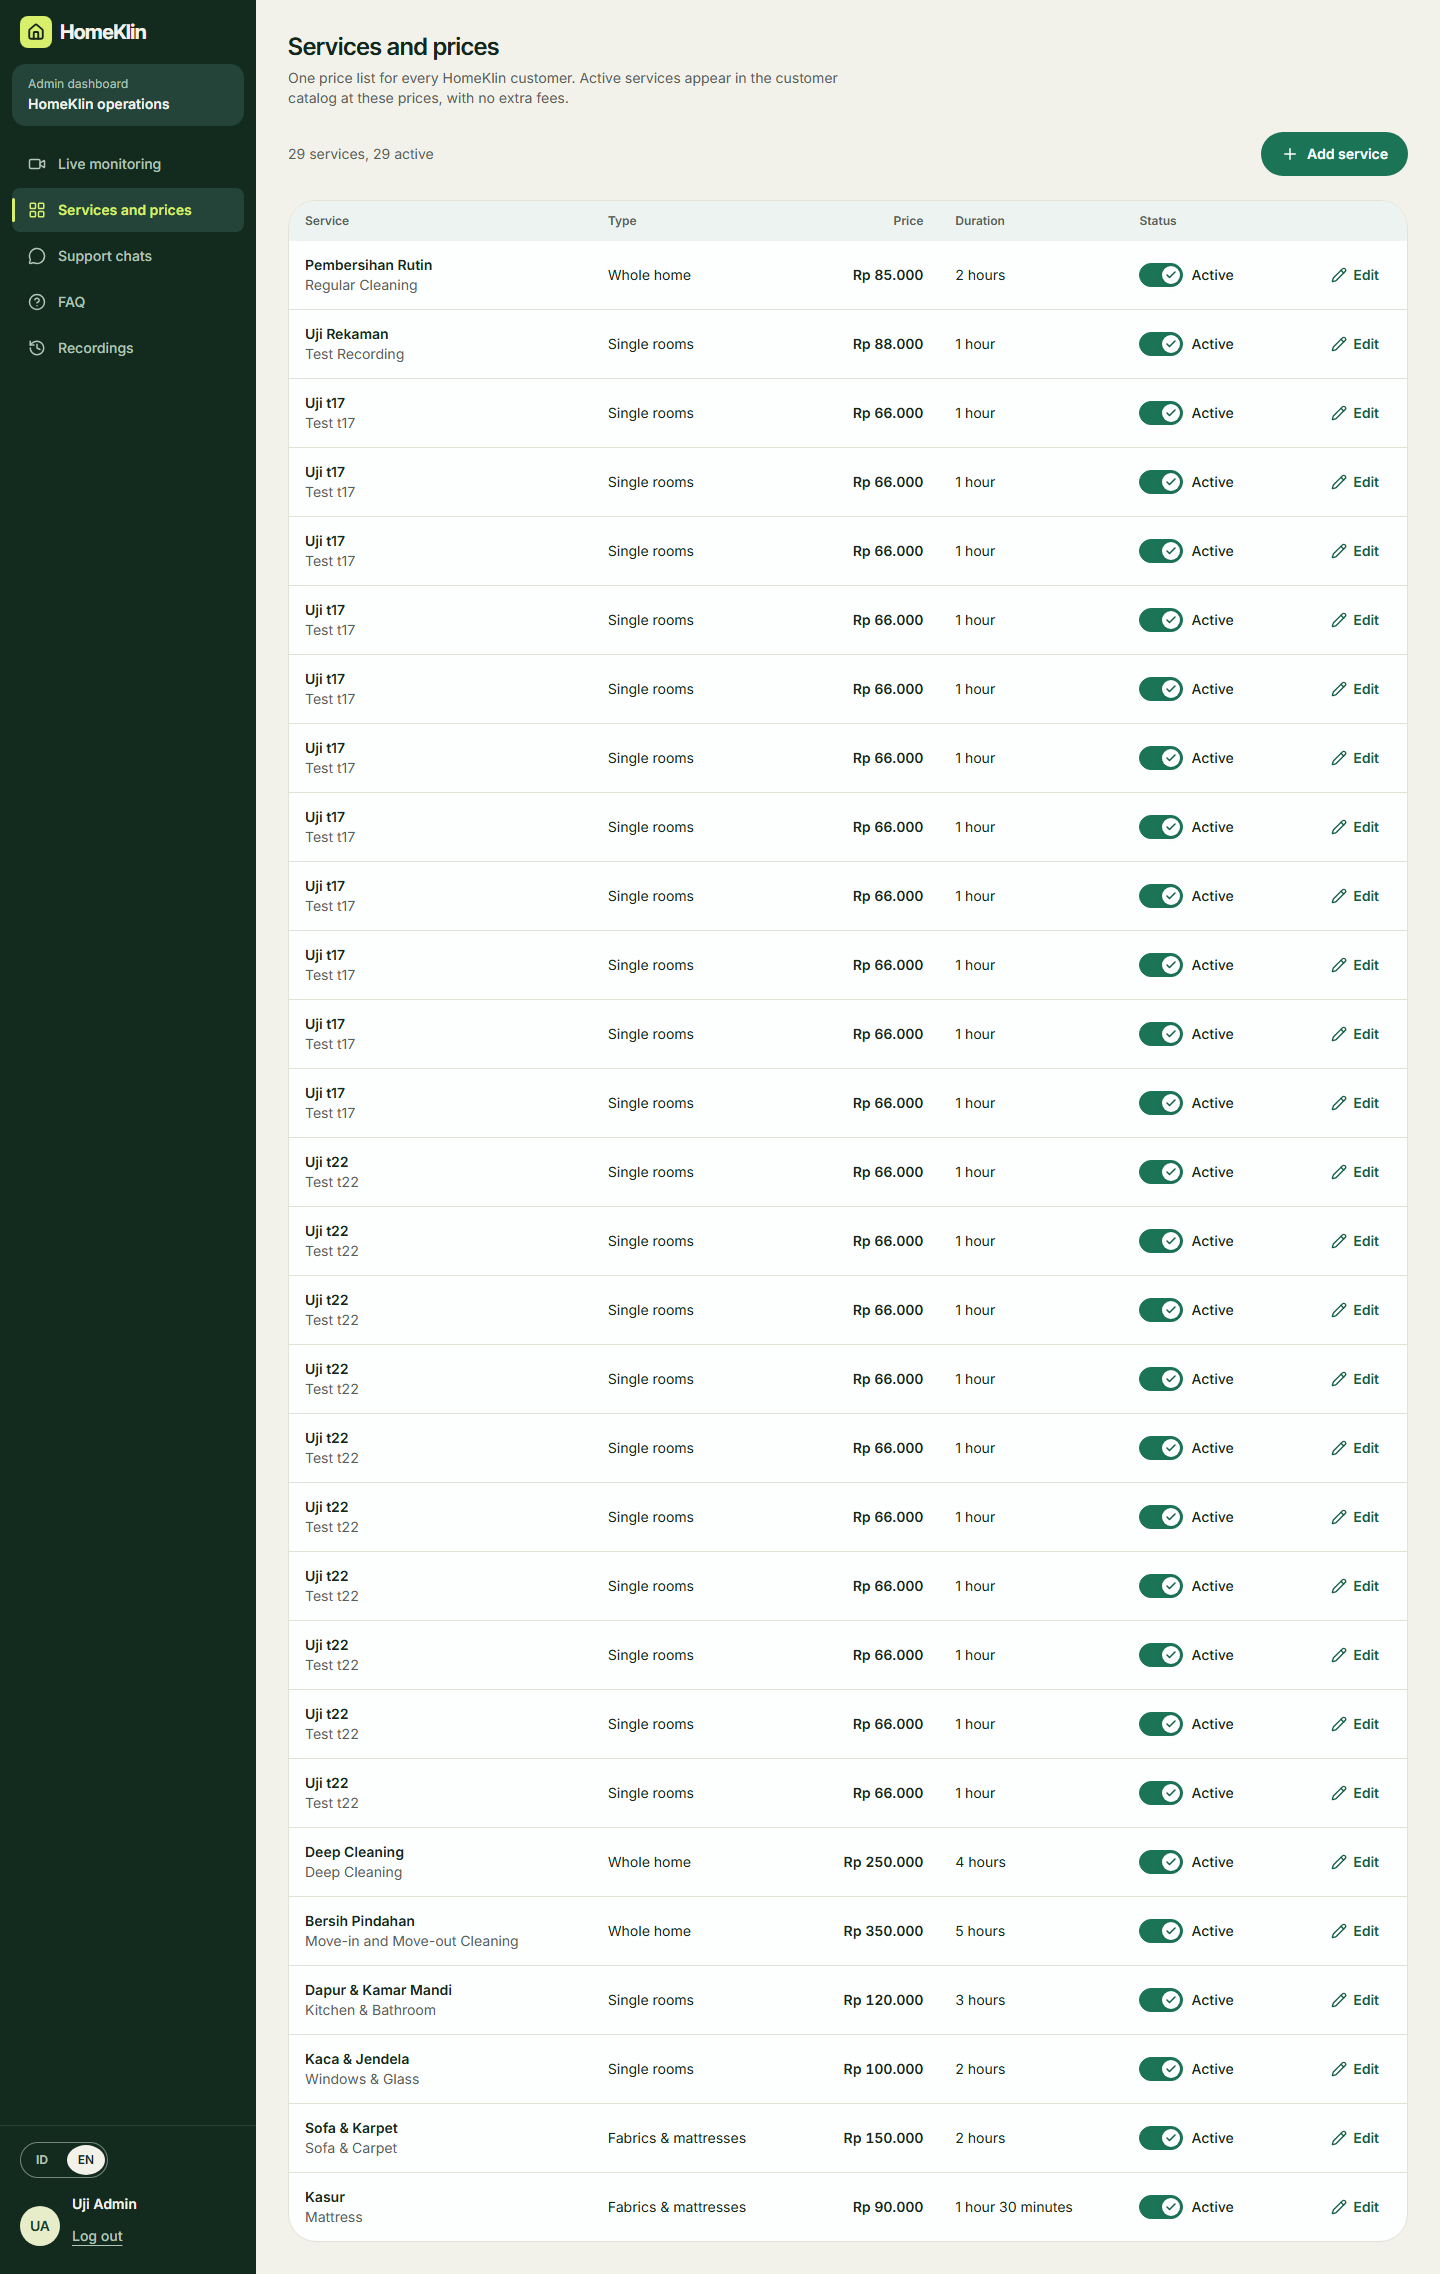 HomeKlin
Admin dashboard
HomeKlin operations
Live monitoring
Services and prices
Support chats
FAQ
Recordings
ID EN
UA
Uji Admin
Log out
Services and prices
One price list for every HomeKlin customer. Active services appear in the customer
catalog at these prices, with no extra fees.
29 services, 29 active
Add service
Service Type Price Duration Status
Pembersihan Rutin
Regular Cleaning
Whole home Rp 85.000 2 hours Active Edit
Uji Rekaman
Test Recording
Single rooms Rp 88.000 1 hour Active Edit
Uji t17
Test t17
Single rooms Rp 66.000 1 hour Active Edit
Uji t17
Test t17
Single rooms Rp 66.000 1 hour Active Edit
Uji t17
Test t17
Single rooms Rp 66.000 1 hour Active Edit
Uji t17
Test t17
Single rooms Rp 66.000 1 hour Active Edit
Uji t17
Test t17
Single rooms Rp 66.000 1 hour Active Edit
Uji t17
Test t17
Single rooms Rp 66.000 1 hour Active Edit
Uji t17
Test t17
Single rooms Rp 66.000 1 hour Active Edit
Uji t17
Test t17
Single rooms Rp 66.000 1 hour Active Edit
Uji t17
Test t17
Single rooms Rp 66.000 1 hour Active Edit
Uji t17
Test t17
Single rooms Rp 66.000 1 hour Active Edit
Uji t17
Test t17
Single rooms Rp 66.000 1 hour Active Edit
Uji t22
Test t22
Single rooms Rp 66.000 1 hour Active Edit
Uji t22
Test t22
Single rooms Rp 66.000 1 hour Active Edit
Uji t22
Test t22
Single rooms Rp 66.000 1 hour Active Edit
Uji t22
Test t22
Single rooms Rp 66.000 1 hour Active Edit
Uji t22
Test t22
Single rooms Rp 66.000 1 hour Active Edit
Uji t22
Test t22
Single rooms Rp 66.000 1 hour Active Edit
Uji t22
Test t22
Single rooms Rp 66.000 1 hour Active Edit
Uji t22
Test t22
Single rooms Rp 66.000 1 hour Active Edit
Uji t22
Test t22
Single rooms Rp 66.000 1 hour Active Edit
Uji t22
Test t22
Single rooms Rp 66.000 1 hour Active Edit
Deep Cleaning
Deep Cleaning
Whole home Rp 250.000 4 hours Active Edit
Bersih Pindahan
Move-in and Move-out Cleaning
Whole home Rp 350.000 5 hours Active Edit
Dapur & Kamar Mandi
Kitchen & Bathroom
Single rooms Rp 120.000 3 hours Active Edit
Kaca & Jendela
Windows & Glass
Single rooms Rp 100.000 2 hours Active Edit
Sofa & Karpet
Sofa & Carpet
Fabrics & mattresses Rp 150.000 2 hours Active Edit
Kasur
Mattress
Fabrics & mattresses Rp 90.000 1 hour 30 minutes Active Edit